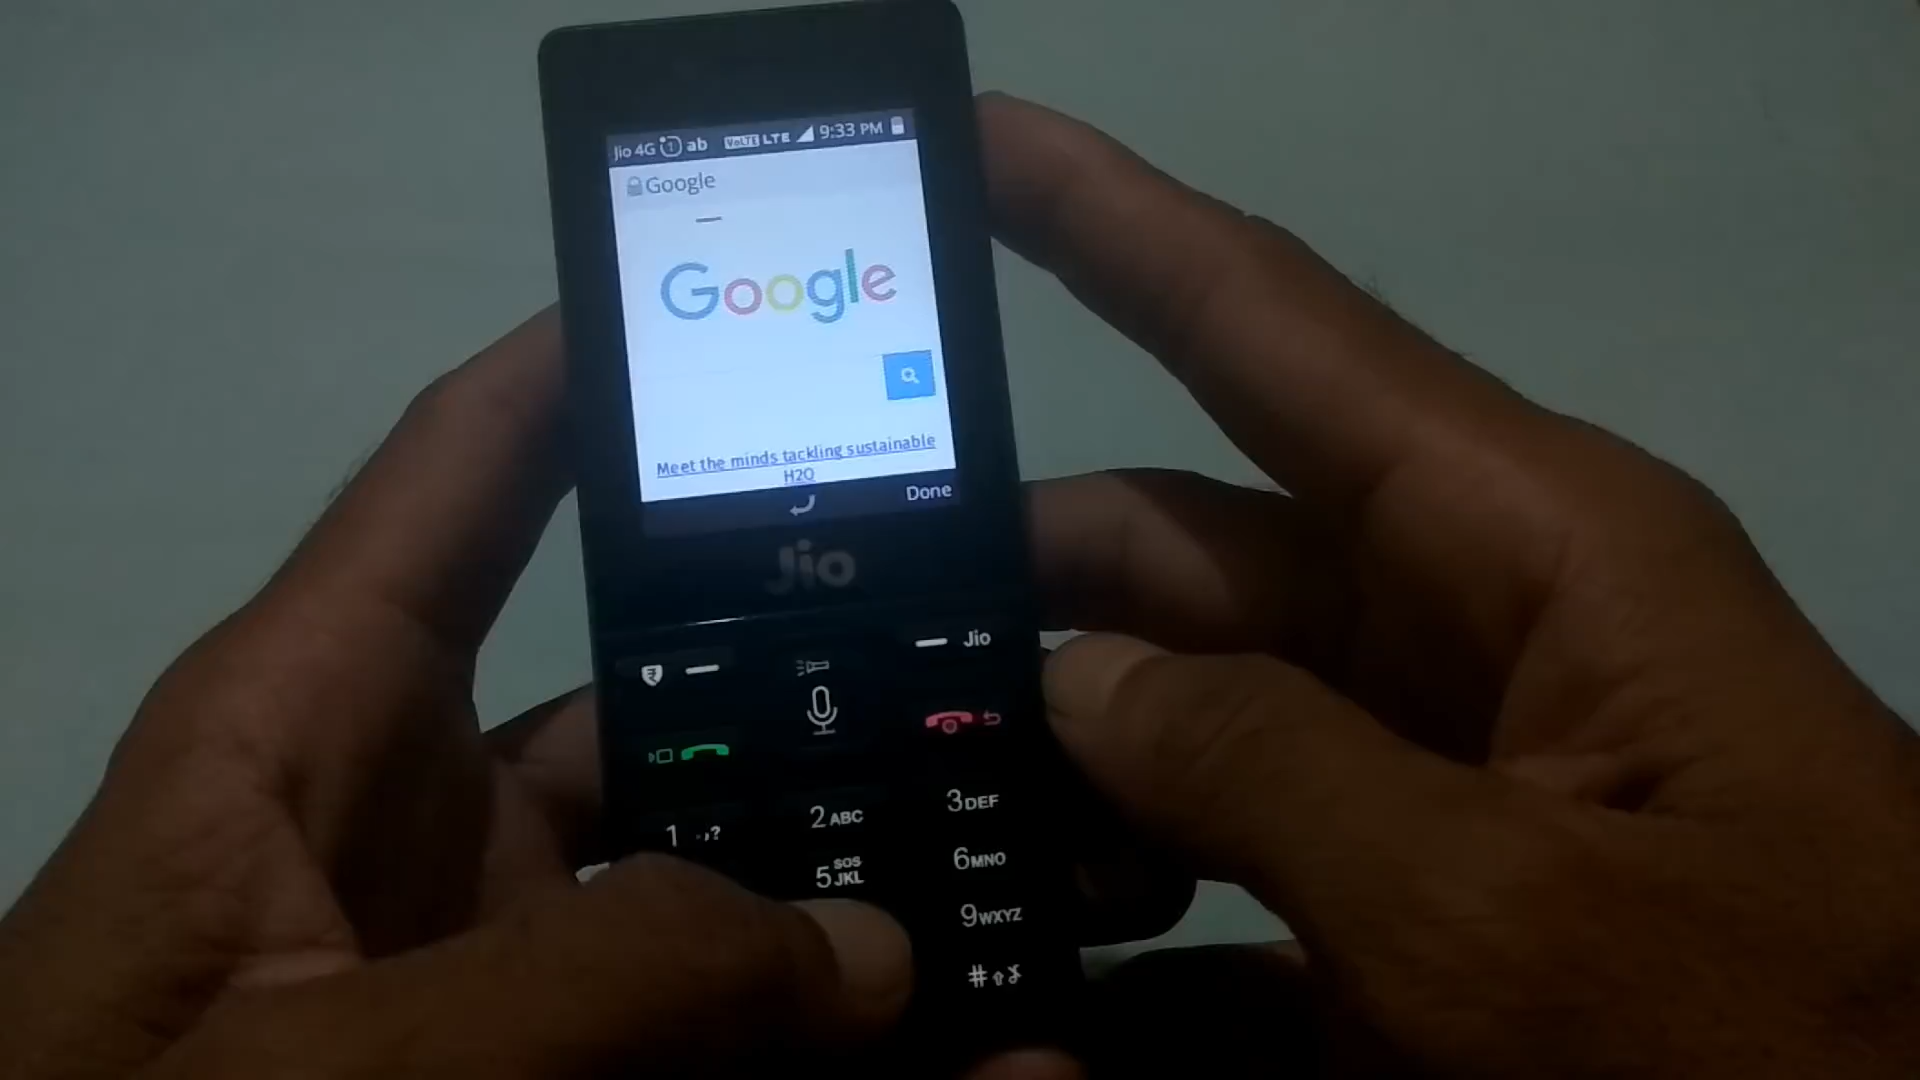 Jio 4G 1 ab VoLTE LTE 9:33 PM
Google
Google
Meet the minds tackling sustainable
H2O
Done
Jio
Jio
1 .,?
2 ABC
3 DEF
5 SOS JKL
6 MNO
9 WXYZ
#